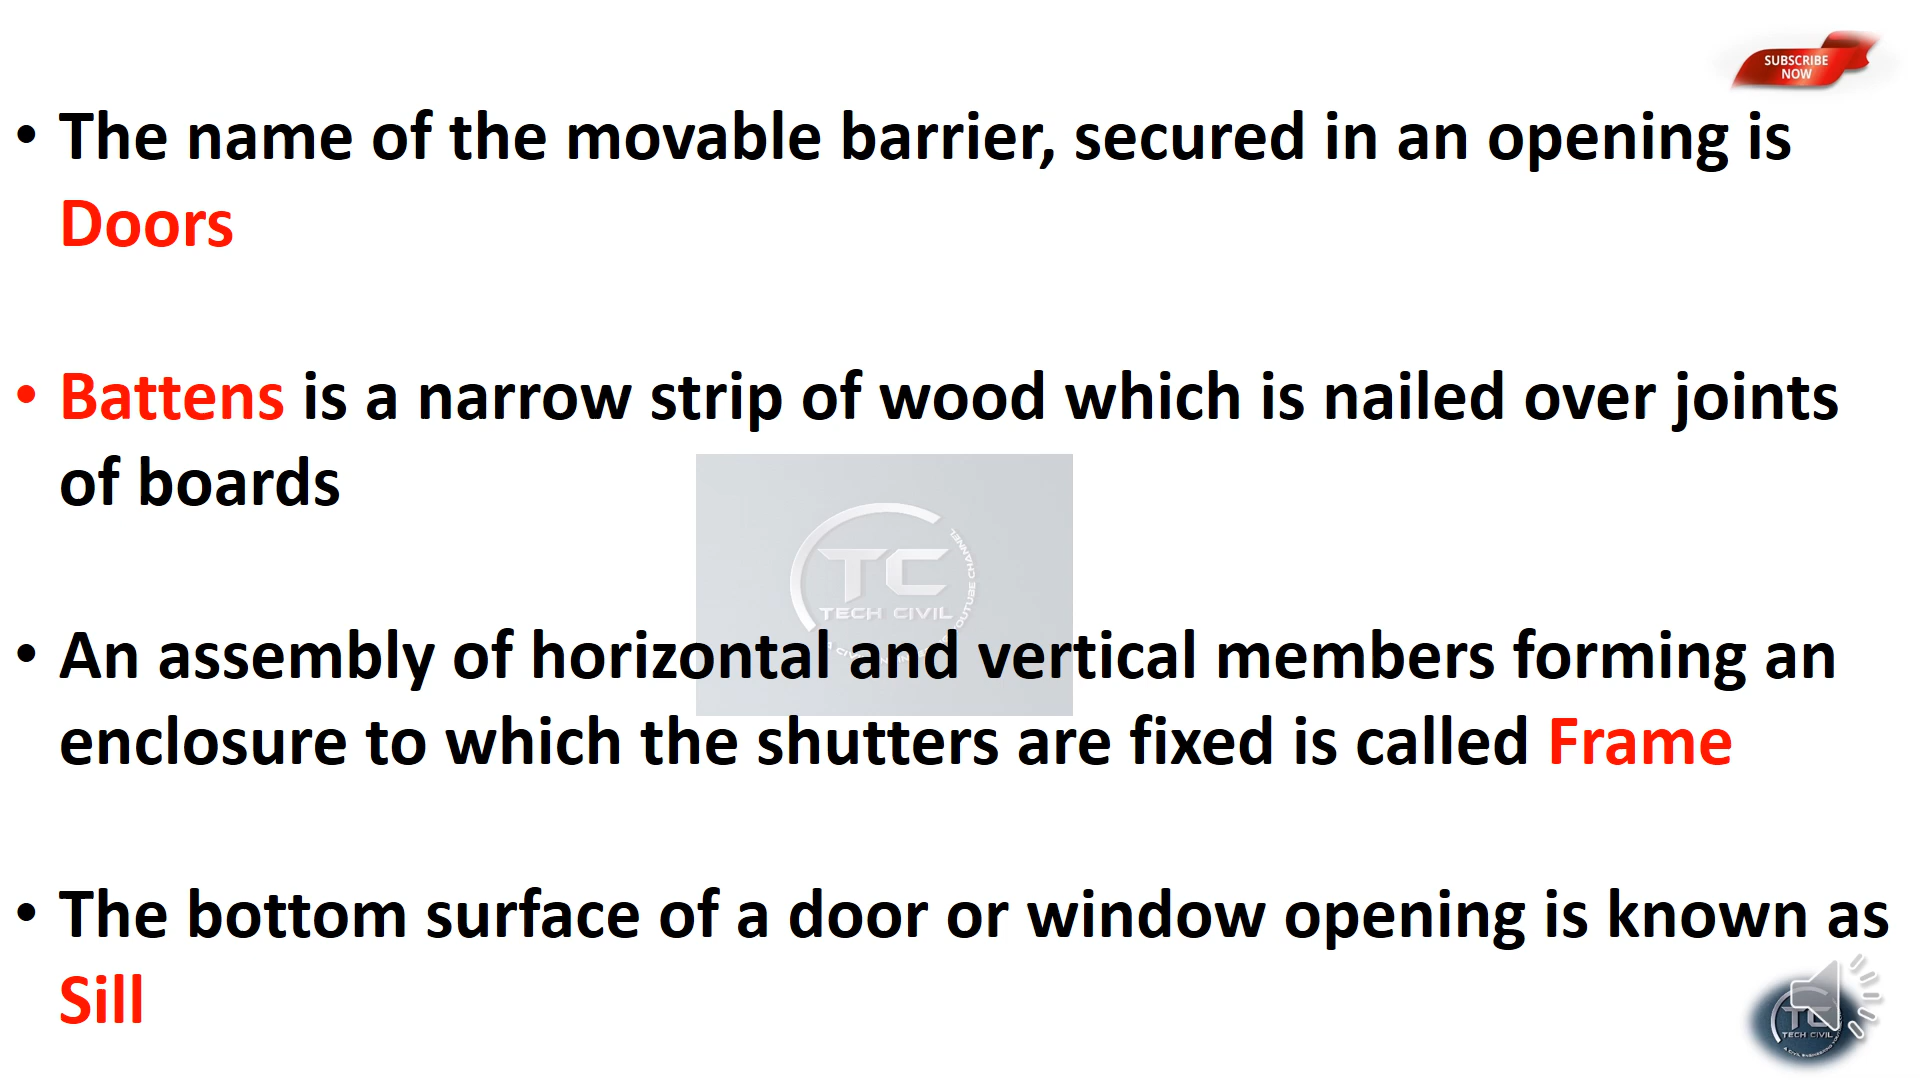 SUBSCRIBE
NOW
• The name of the movable barrier, secured in an opening is
Doors
• Battens is a narrow strip of wood which is nailed over joints
of boards
TC
TECH CIVIL
• An assembly of horizontal and vertical members forming an
enclosure to which the shutters are fixed is called Frame
• The bottom surface of a door or window opening is known as
Sill
TC
TECH CIVIL